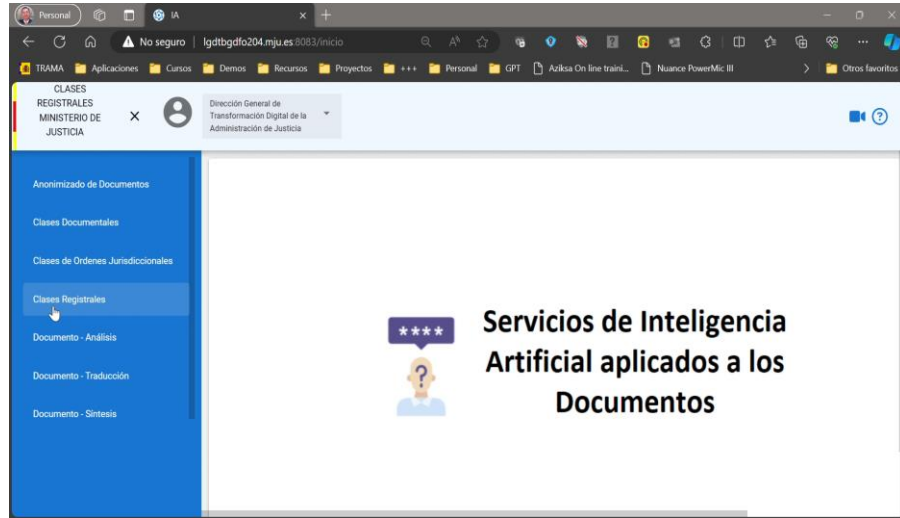 Personal
IA
No seguro
lgdtbgdfo204.mju.es:8083/inicio
TRAMA
Aplicaciones
Cursos
Demos
Recursos
Proyectos
+++
Personal
GPT
Aziksa On line traini...
Nuance PowerMic III
Otros favoritos
CLASES
REGISTRALES
MINISTERIO DE
JUSTICIA
Dirección General de
Transformación Digital de la
Administración de Justicia
Anonimizado de Documentos
Clases Documentales
Clases de Ordenes Jurisdiccionales
Clases Registrales
Documento - Análisis
Documento - Traducción
Documento - Síntesis
****
?
Servicios de Inteligencia
Artificial aplicados a los
Documentos